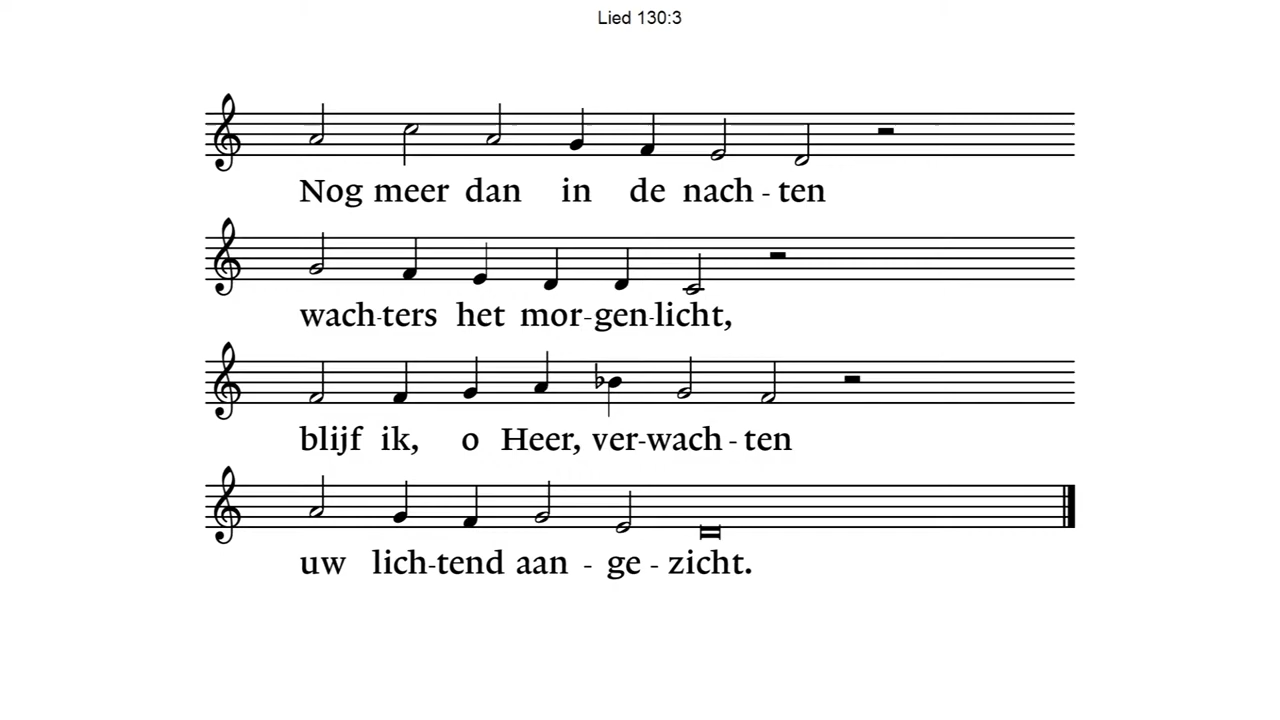 Lied 130:3
Nog meer dan in de nach - ten
wach-ters het mor-gen-licht,
blijf ik, o Heer, ver-wach - ten
uw lich-tend aan - ge - zicht.